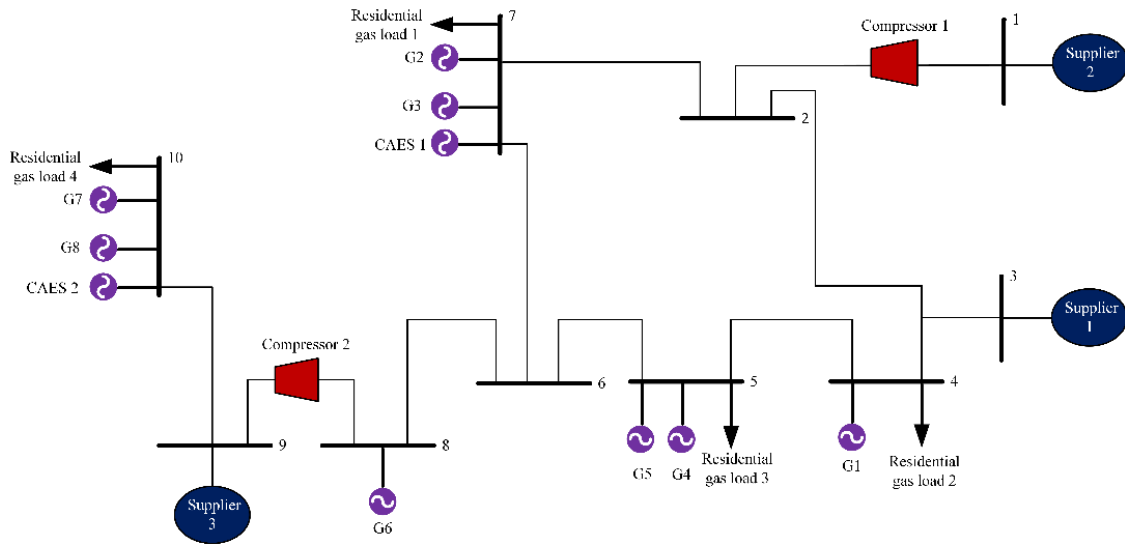 Residential
gas load 1
7
G2
G3
CAES 1
Compressor 1
1
Supplier
2
2
Residential
gas load 4
10
G7
G8
CAES 2
3
Supplier
1
Compressor 2
6
5
4
9
8
G5
G4
Residential
gas load 3
G1
Residential
gas load 2
Supplier
3
G6